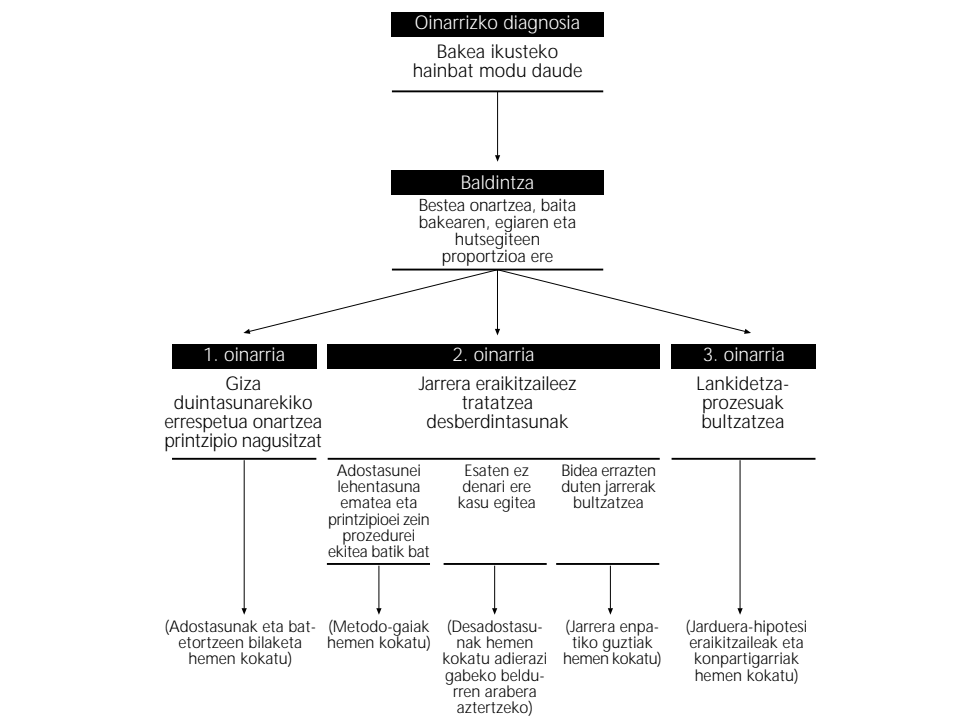 Oinarrizko diagnosia
Bakea ikusteko
hainbat modu daude
Baldintza
Bestea onartzea, baita
bakearen, egiaren eta
hutsegiteen
proportzioa ere
1. oinarria
Giza
duintasunarekiko
errespetua onartzea
printzipio nagusitzat
2. oinarria
Jarrera eraikitzaileez
tratatzea
desberdintasunak
3. oinarria
Lankidetza-
prozesuak
bultzatzea
Adostasunei
lehentasuna
ematea eta
printzipioei zein
prozedurei
ekitea batik bat
Esaten ez
denari ere
kasu egitea
Bidea errazten
duten jarrerak
bultzatzea
(Adostasunak eta bat-
etortzeen bilaketa
hemen kokatu)
(Metodo-gaiak
hemen kokatu)
(Desadostasu-
nak hemen
kokatu adierazi
gabeko beldu-
rren arabera
aztertzeko)
(Jarrera enpa-
tiko guztiak
hemen kokatu)
(Jarduera-hipotesi
eraikitzaileak eta
konpartigarriak
hemen kokatu)